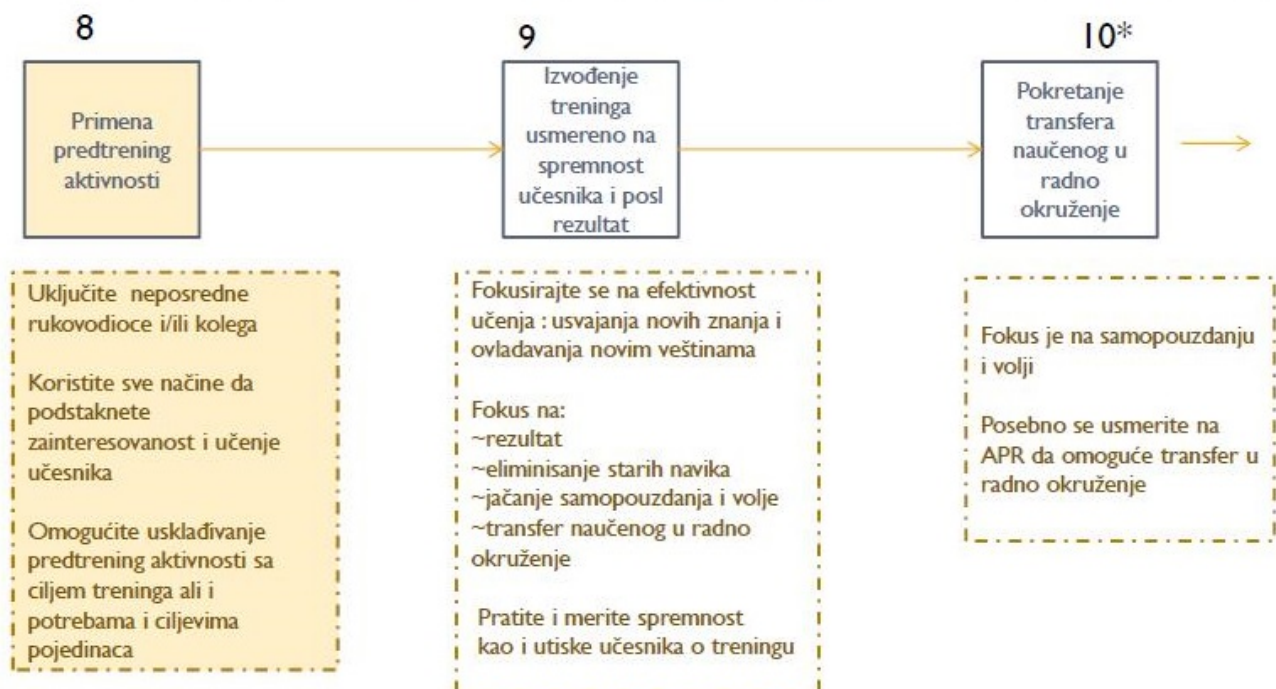 8
Primena
predtrening
aktivnosti
9
Izvođenje
treninga
usmereno na
spremnost
učesnika i posl
rezultat
10*
Pokretanje
transfera
naučenog u
radno
okruženje
Uključite neposredne
rukovodioce i/ili kolega
Koristite sve načine da
podstaknete
zainteresovanost i učenje
učesnika
Omogućite usklađivanje
predtrening aktivnosti sa
ciljem treninga ali i
potrebama i ciljevima
pojedinaca
Fokusirajte se na efektivnost
učenja : usvajanja novih znanja i
ovladavanja novim veštinama
Fokus na:
~rezultat
~eliminisanje starih navika
~jačanje samopouzdanja i volje
~transfer naučenog u radno
okruženje
Pratite i merite spremnost
kao i utiske učesnika o treningu
Fokus je na samopouzdanju
i volji
Posebno se usmerite na
APR da omoguće transfer u
radno okruženje